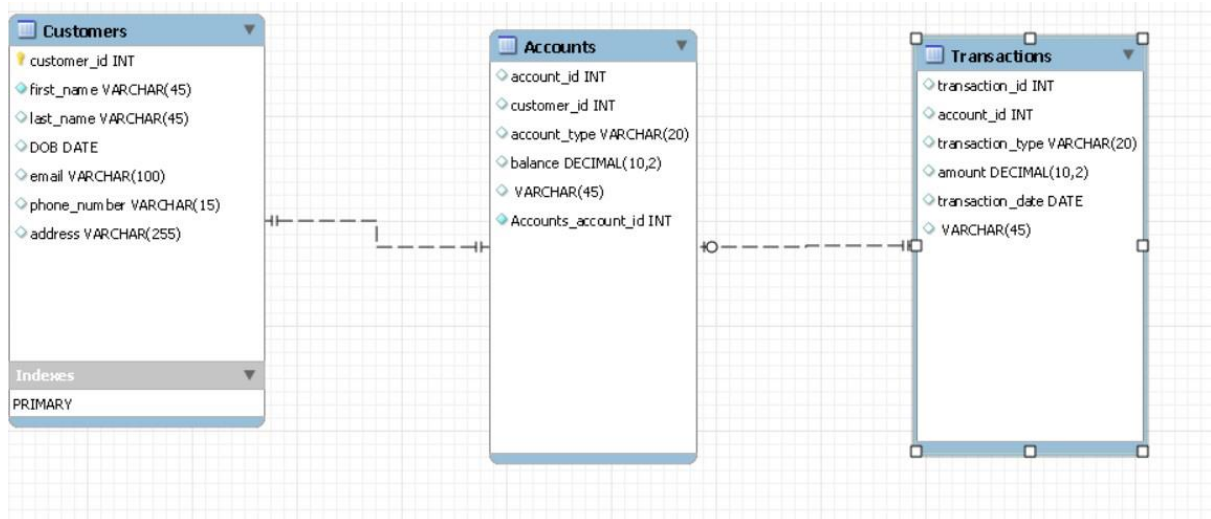 Customers
customer_id INT
first_name VARCHAR(45)
last_name VARCHAR(45)
DOB DATE
email VARCHAR(100)
phone_number VARCHAR(15)
address VARCHAR(255)
Indexes
PRIMARY
Accounts
account_id INT
customer_id INT
account_type VARCHAR(20)
balance DECIMAL(10,2)
VARCHAR(45)
Accounts_account_id INT
Transactions
transaction_id INT
account_id INT
transaction_type VARCHAR(20)
amount DECIMAL(10,2)
transaction_date DATE
VARCHAR(45)